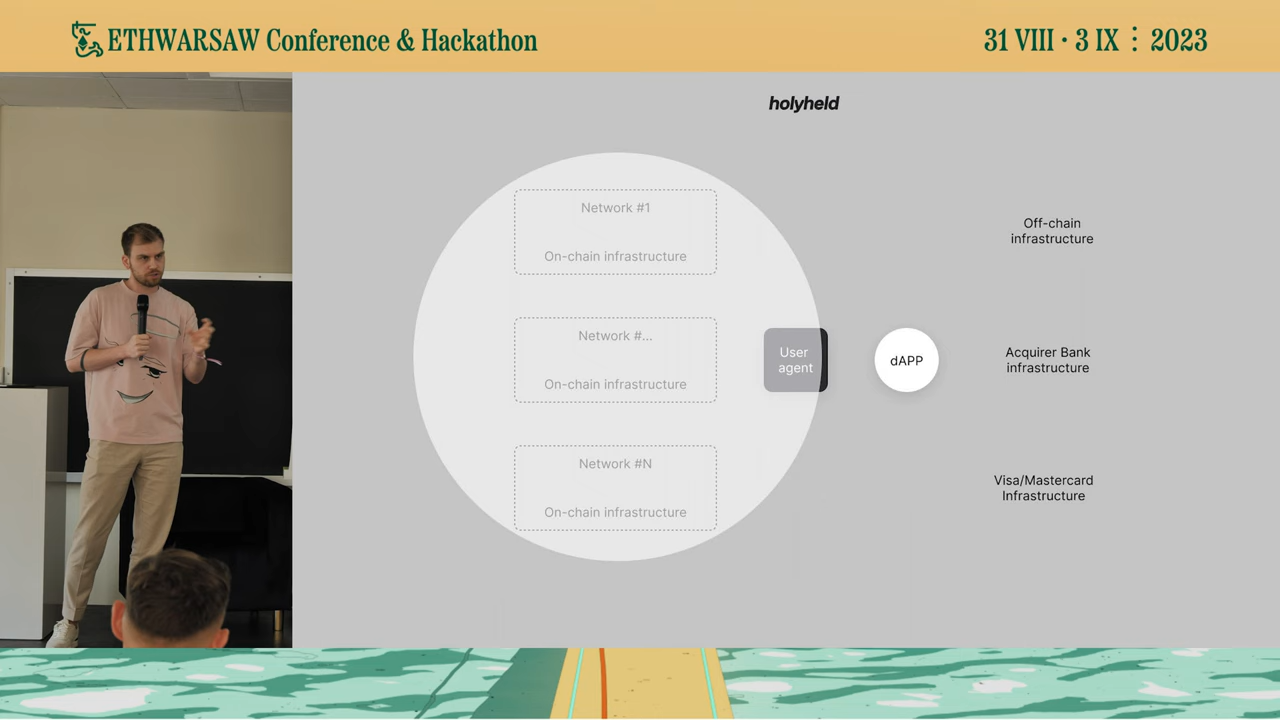 ETHWARSAW Conference & Hackathon
31 VIII · 3 IX ⋮ 2023
holyheld
Network #1
On-chain infrastructure
Network #...
On-chain infrastructure
Network #N
On-chain infrastructure
User
agent
dAPP
Off-chain
infrastructure
Acquirer Bank
infrastructure
Visa/Mastercard
Infrastructure